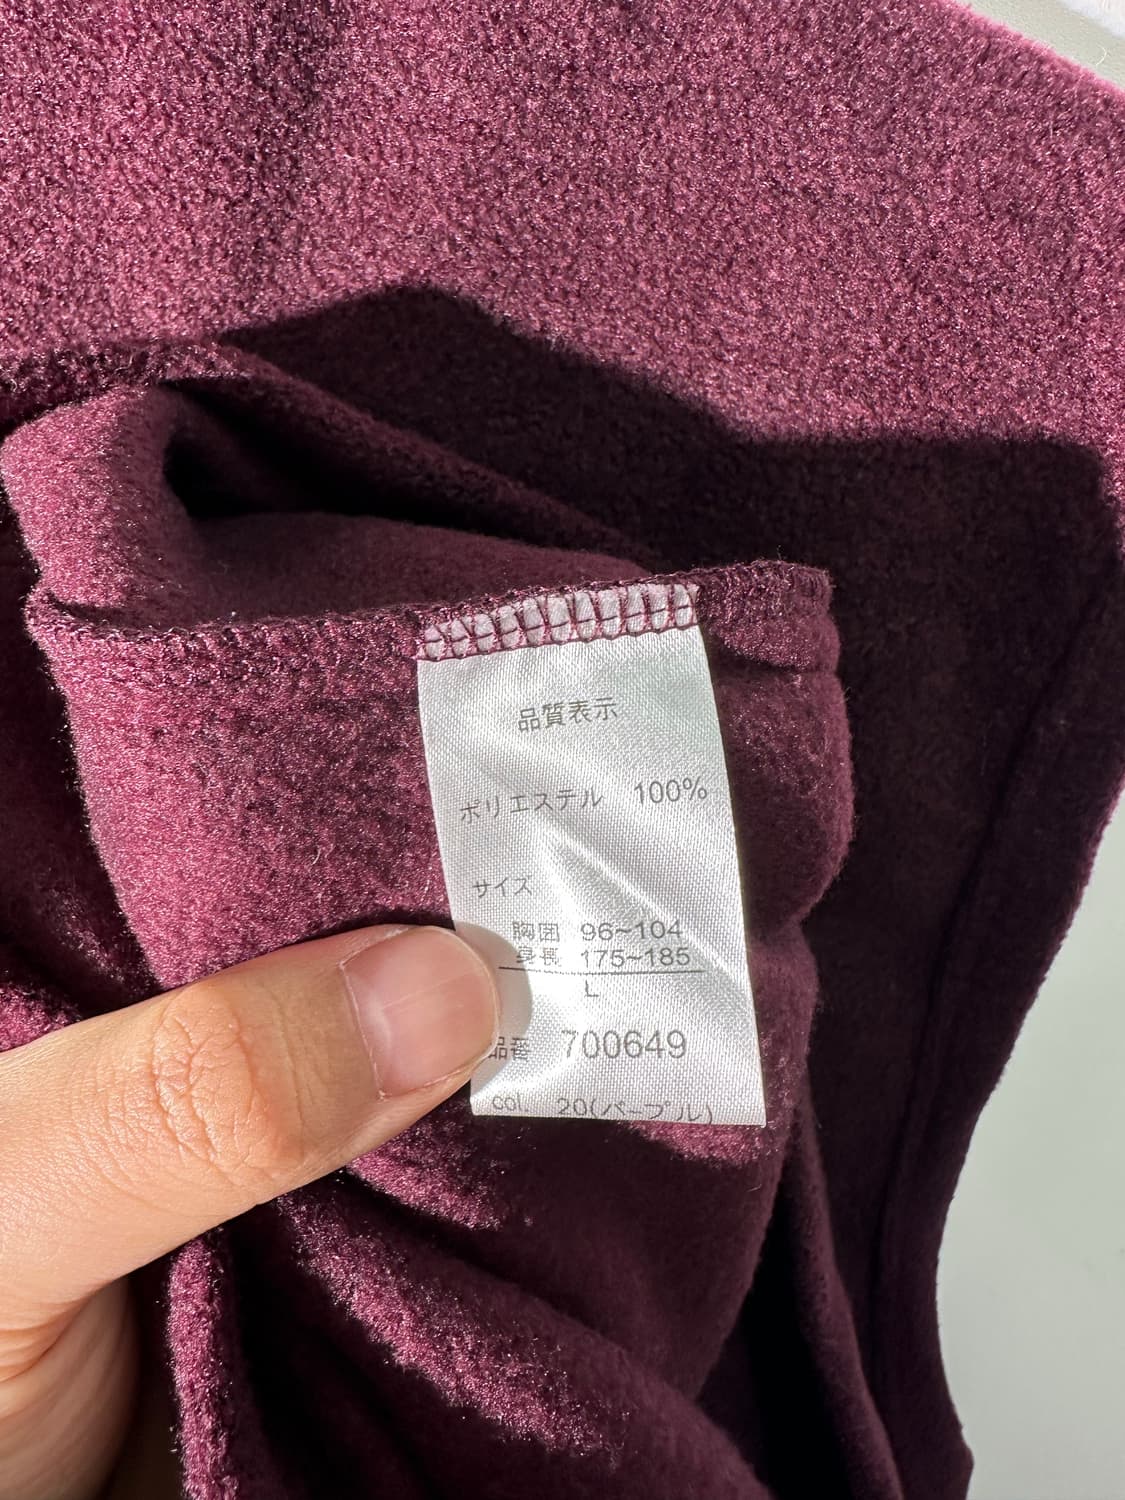 品質表示
ポリエステル 100%
サイズ
胸囲 96~104
身長 175~185
L
品番 700649
col. 20(パープル)